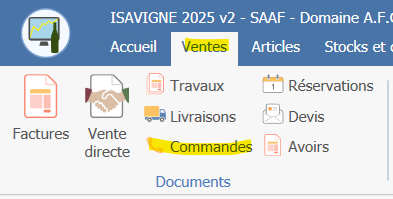 ISAVIGNE 2025 v2 - SAAF - Domaine A.F.
Accueil Ventes Articles Stocks et
Factures
Vente
directe
Travaux
Livraisons
Commandes
Réservations
Devis
Avoirs
1
Documents